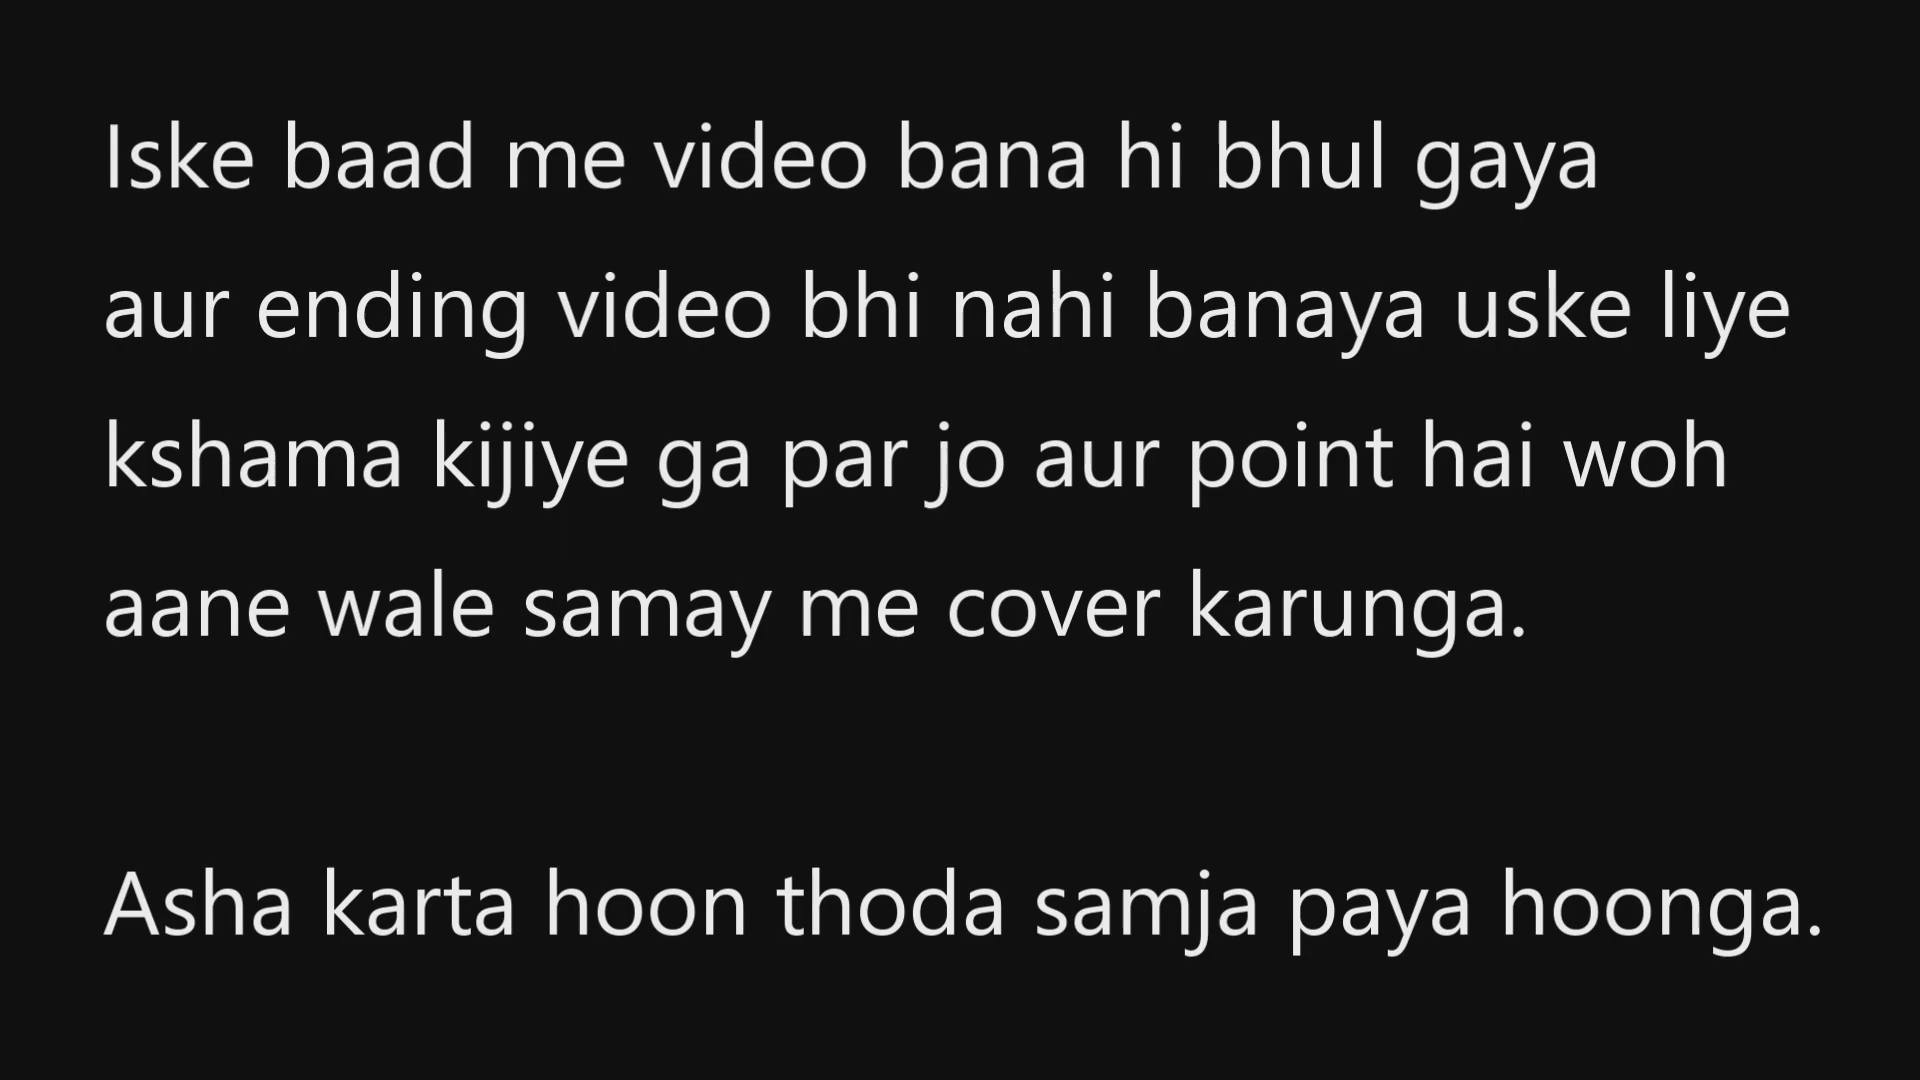 Iske baad me video bana hi bhul gaya
aur ending video bhi nahi banaya uske liye
kshama kijiye ga par jo aur point hai woh
aane wale samay me cover karunga.
Asha karta hoon thoda samja paya hoonga.